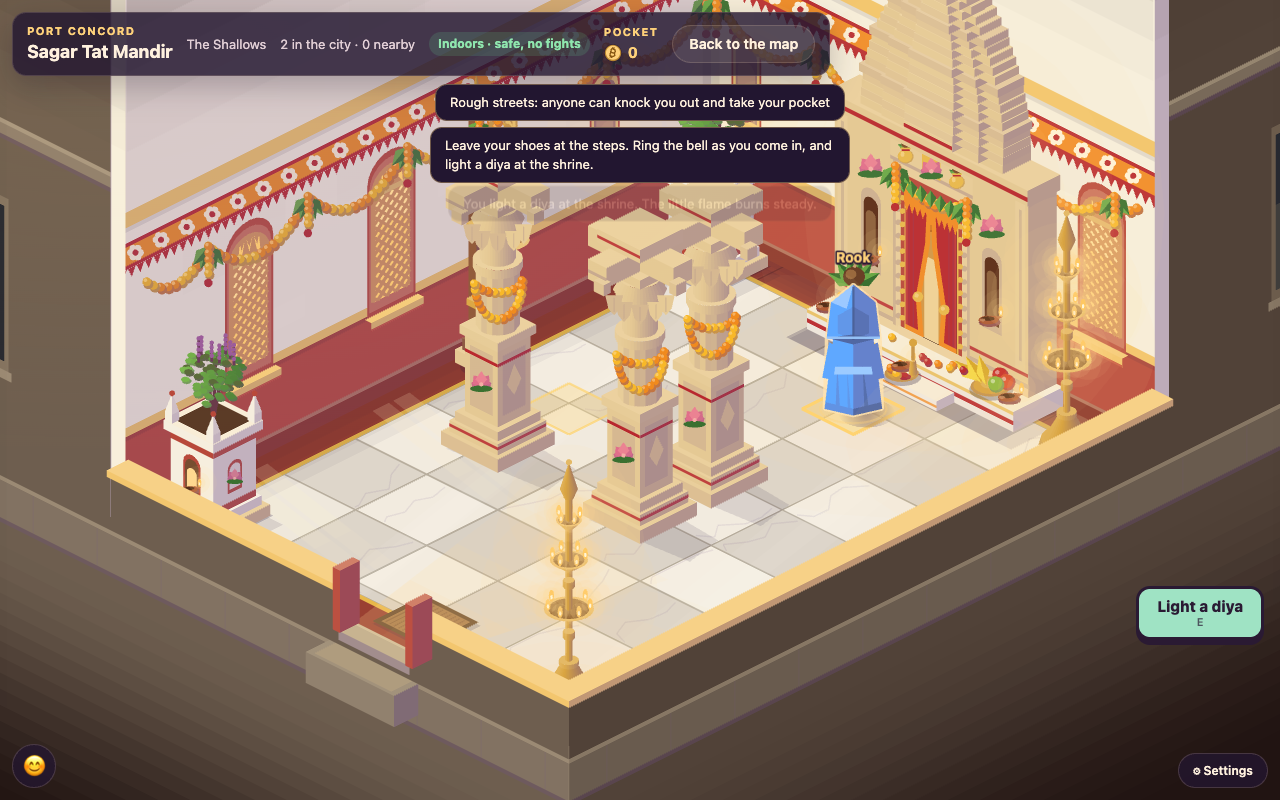 PORT CONCORD
Sagar Tat Mandir
The Shallows
2 in the city · 0 nearby
Indoors · safe, no fights
POCKET
0
Back to the map
Rough streets: anyone can knock you out and take your pocket
Leave your shoes at the steps. Ring the bell as you come in, and
light a diya at the shrine.
You light a diya at the shrine. The little flame burns steady.
Rook
Light a diya
E
Settings